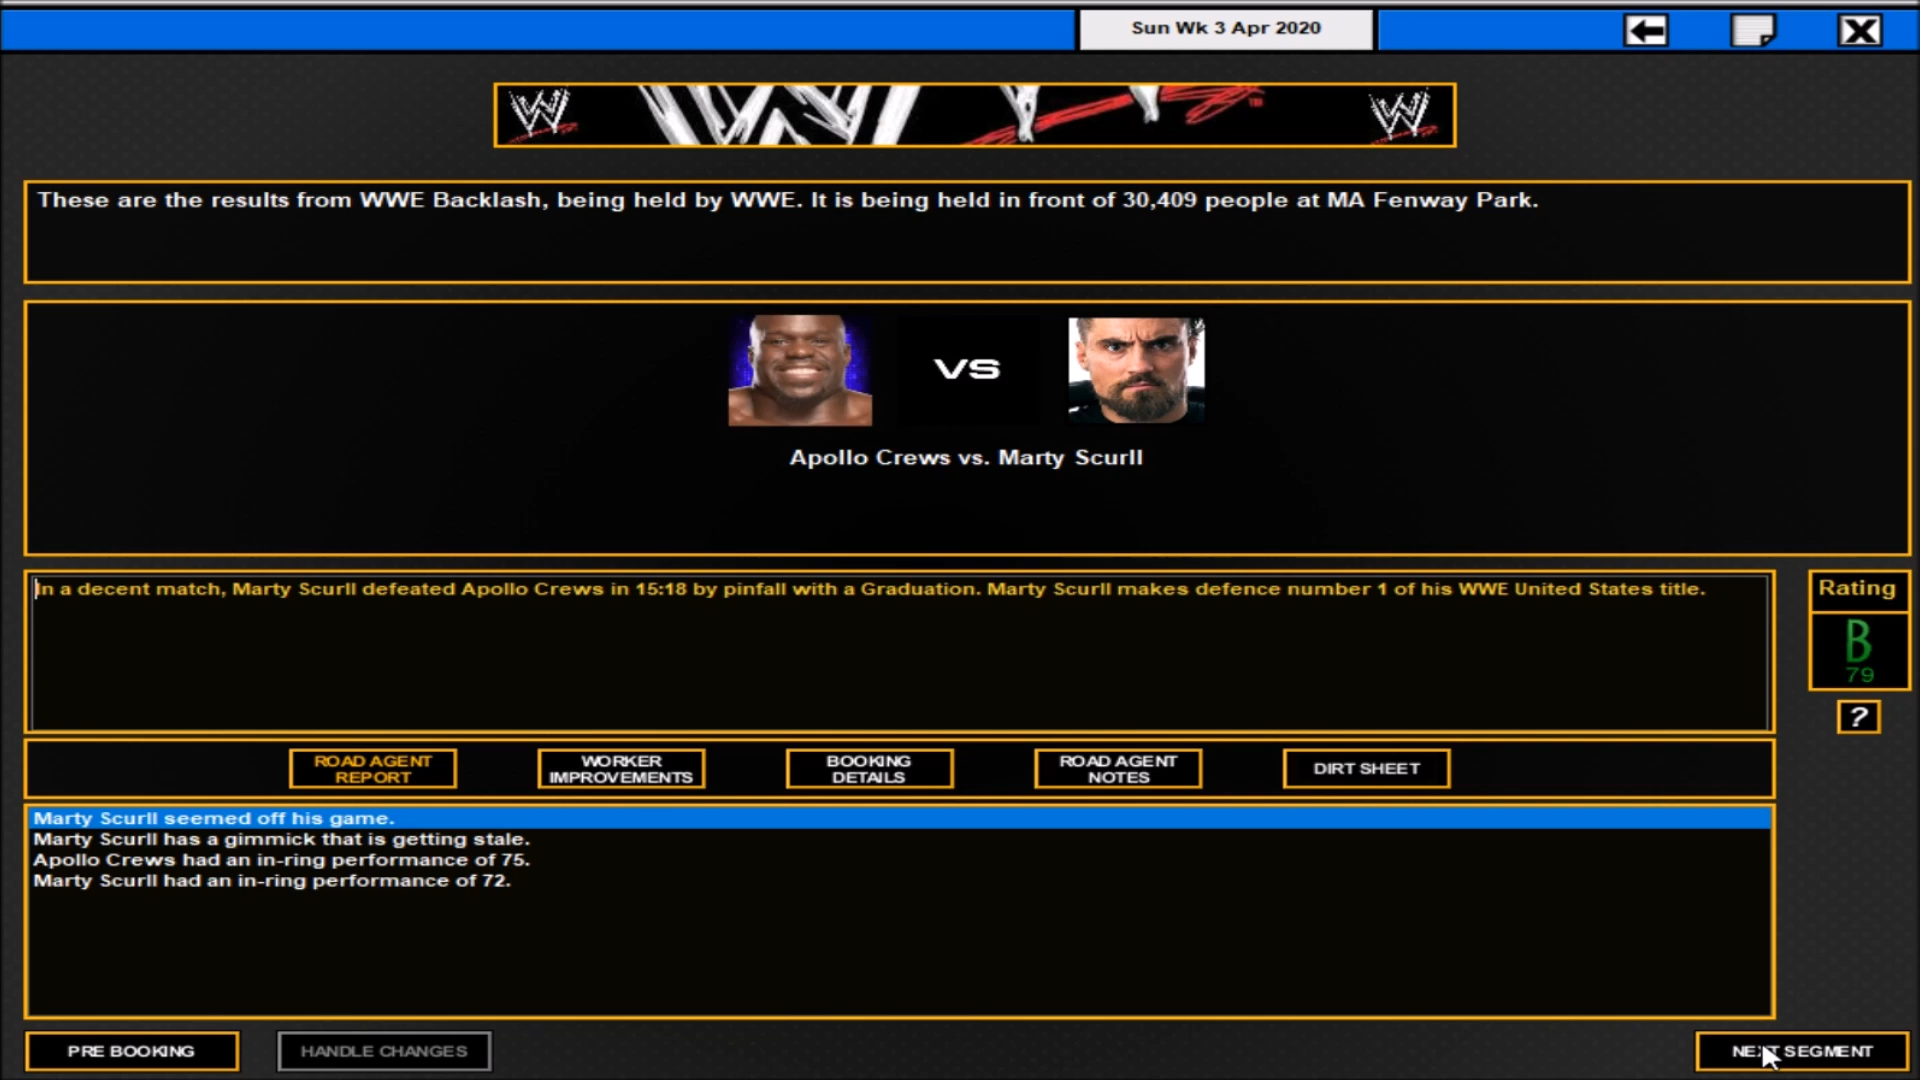 Sun Wk 3 Apr 2020
These are the results from WWE Backlash, being held by WWE. It is being held in front of 30,409 people at MA Fenway Park.
VS
Apollo Crews vs. Marty Scurll
In a decent match, Marty Scurll defeated Apollo Crews in 15:18 by pinfall with a Graduation. Marty Scurll makes defence number 1 of his WWE United States title.
Rating
B
79
?
ROAD AGENT
REPORT
WORKER
IMPROVEMENTS
BOOKING
DETAILS
ROAD AGENT
NOTES
DIRT SHEET
Marty Scurll seemed off his game.
Marty Scurll has a gimmick that is getting stale.
Apollo Crews had an in-ring performance of 75.
Marty Scurll had an in-ring performance of 72.
PRE BOOKING
HANDLE CHANGES
NEXT SEGMENT